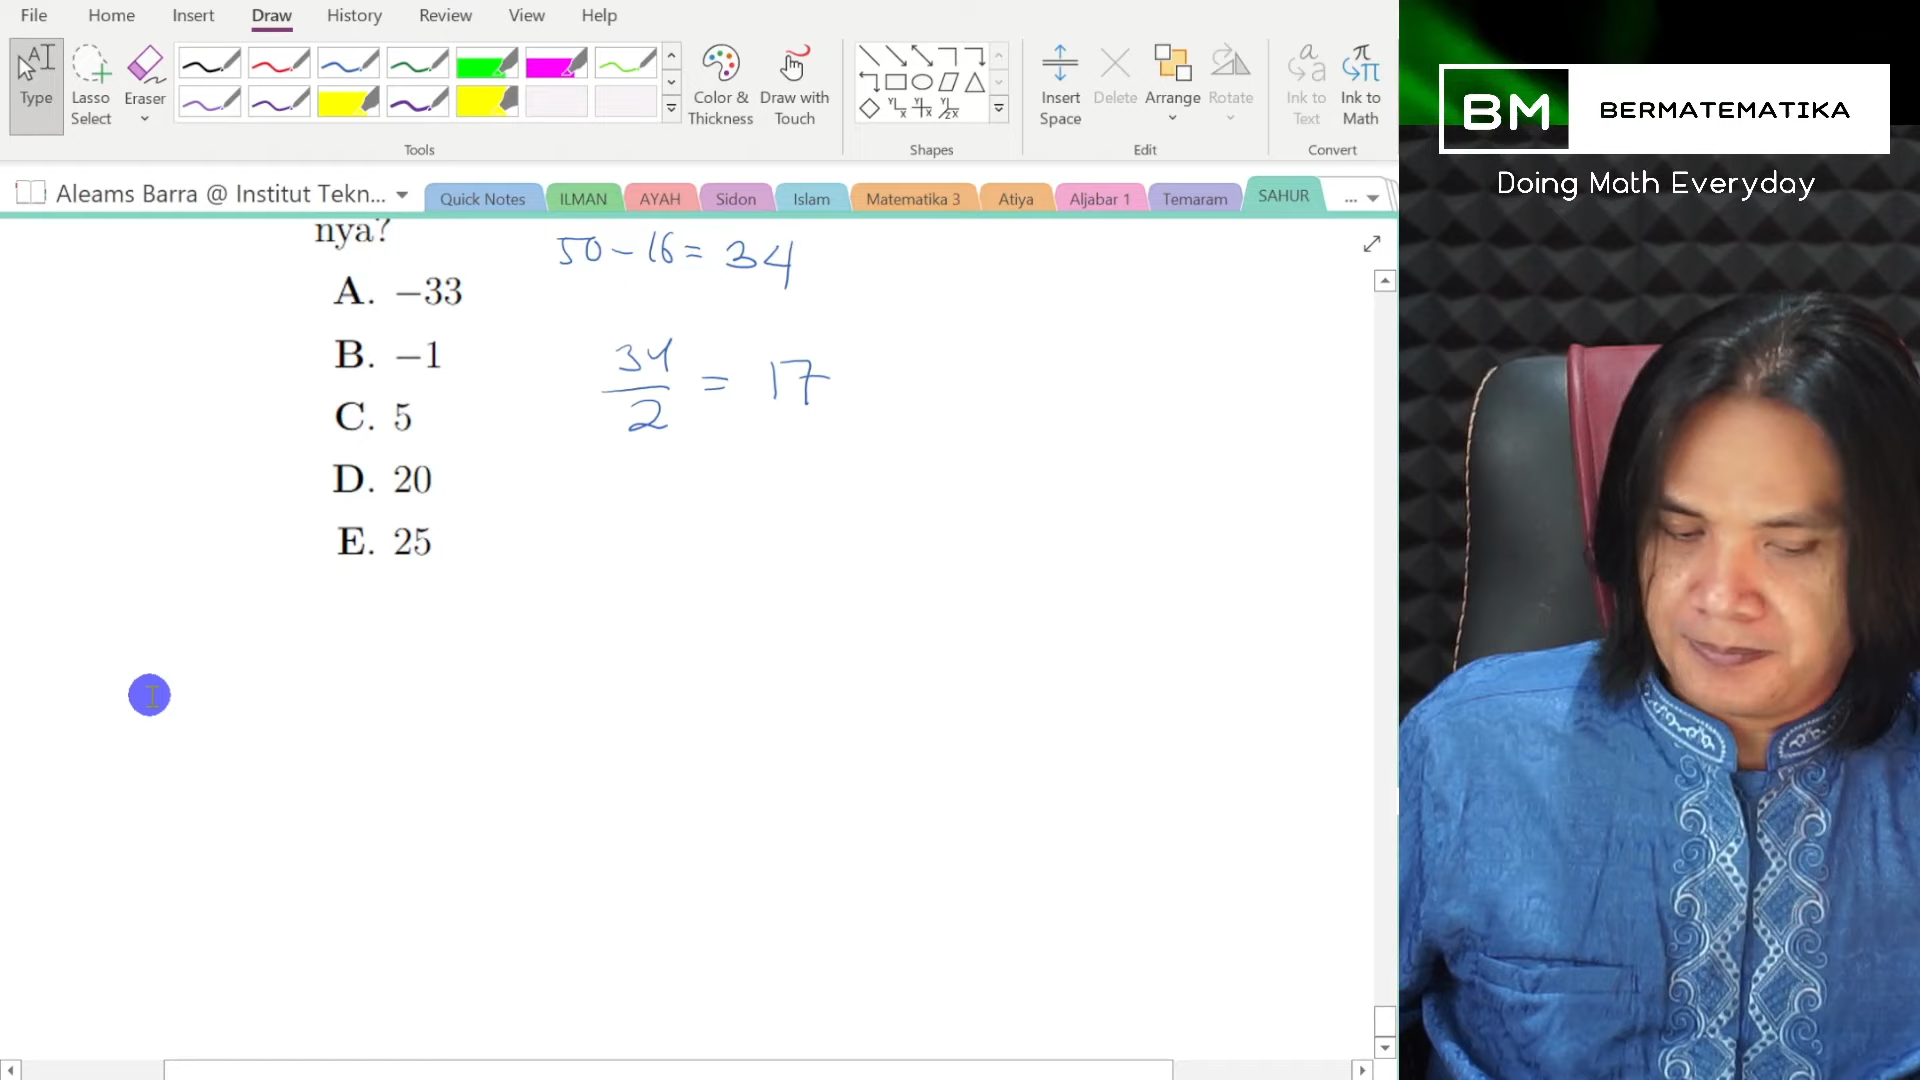 File Home Insert Draw History Review View Help
Type
Lasso Select
Eraser
Color & Thickness
Draw with Touch
Insert Space
Delete
Arrange
Rotate
Ink to Text
Ink to Math
Tools Shapes Edit Convert
Aleams Barra @ Institut Tekn... Quick Notes ILMAN AYAH Sidon Islam Matematika 3 Atiya Aljabar 1 Temaram SAHUR ...
nya?
50 - 16 = 34
A. −33
B. −1
C. 5
D. 20
E. 25
34
2
= 17
BM BERMATEMATIKA
Doing Math Everyday